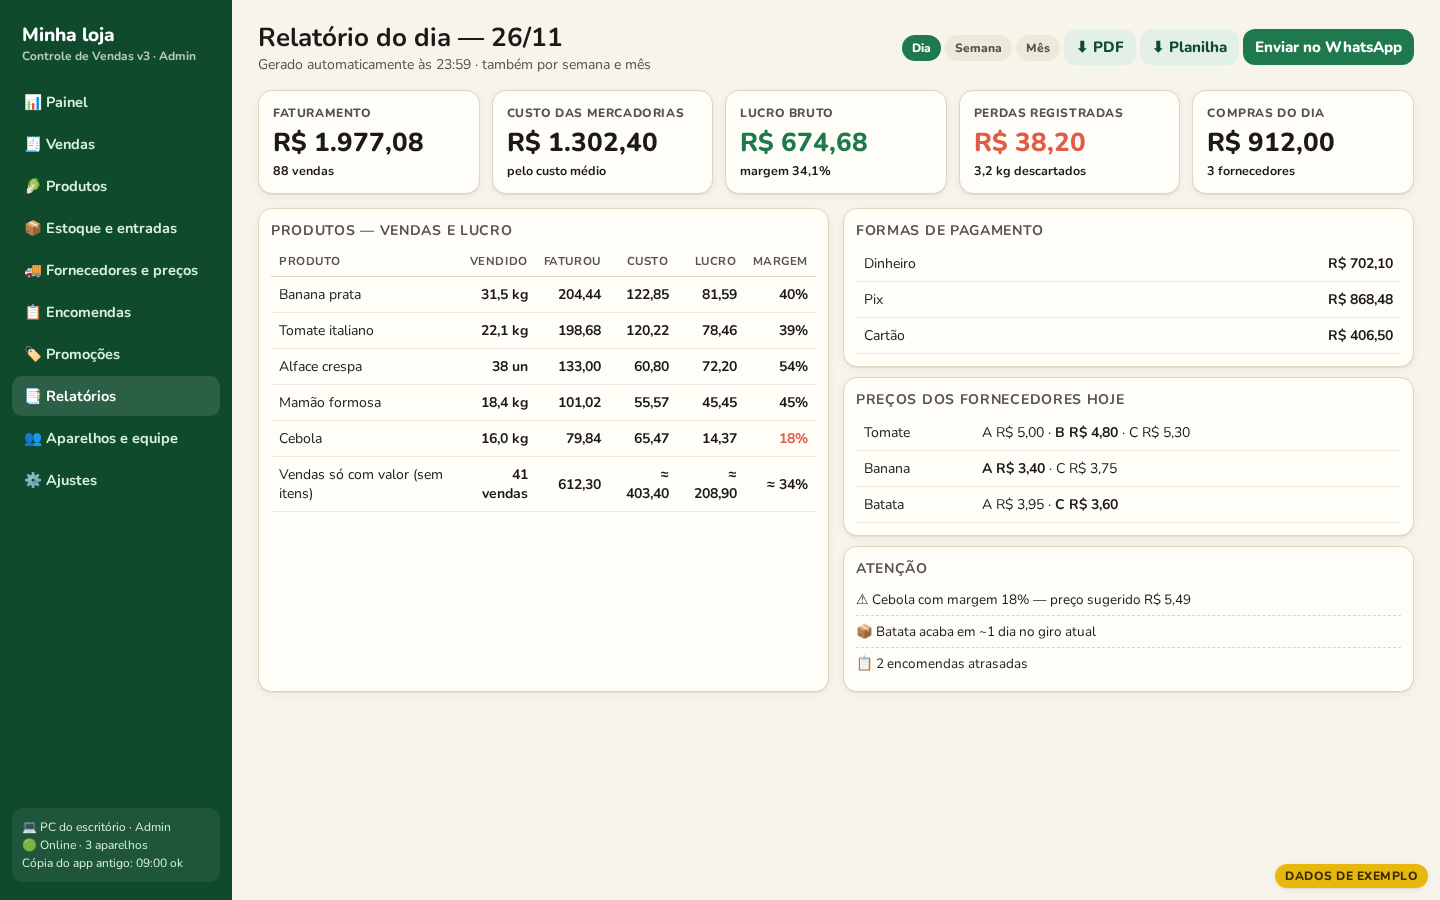 Minha loja
Controle de Vendas v3 · Admin
📊 Painel
🧾 Vendas
🥬 Produtos
📦 Estoque e entradas
🚚 Fornecedores e preços
📋 Encomendas
🏷️ Promoções
📑 Relatórios
👥 Aparelhos e equipe
⚙️ Ajustes
💻 PC do escritório · Admin
🟢 Online · 3 aparelhos
Cópia do app antigo: 09:00 ok
Relatório do dia — 26/11
Gerado automaticamente às 23:59 · também por semana e mês
Dia Semana Mês ⬇ PDF ⬇ Planilha Enviar no WhatsApp
FATURAMENTO
R$ 1.977,08
88 vendas
CUSTO DAS MERCADORIAS
R$ 1.302,40
pelo custo médio
LUCRO BRUTO
R$ 674,68
margem 34,1%
PERDAS REGISTRADAS
R$ 38,20
3,2 kg descartados
COMPRAS DO DIA
R$ 912,00
3 fornecedores
PRODUTOS — VENDAS E LUCRO
PRODUTO VENDIDO FATUROU CUSTO LUCRO MARGEM
Banana prata 31,5 kg 204,44 122,85 81,59 40%
Tomate italiano 22,1 kg 198,68 120,22 78,46 39%
Alface crespa 38 un 133,00 60,80 72,20 54%
Mamão formosa 18,4 kg 101,02 55,57 45,45 45%
Cebola 16,0 kg 79,84 65,47 14,37 18%
Vendas só com valor (sem itens) 41 vendas 612,30 ≈ 403,40 ≈ 208,90 ≈ 34%
FORMAS DE PAGAMENTO
Dinheiro R$ 702,10
Pix R$ 868,48
Cartão R$ 406,50
PREÇOS DOS FORNECEDORES HOJE
Tomate A R$ 5,00 · B R$ 4,80 · C R$ 5,30
Banana A R$ 3,40 · C R$ 3,75
Batata A R$ 3,95 · C R$ 3,60
ATENÇÃO
⚠ Cebola com margem 18% — preço sugerido R$ 5,49
📦 Batata acaba em ~1 dia no giro atual
📋 2 encomendas atrasadas
DADOS DE EXEMPLO